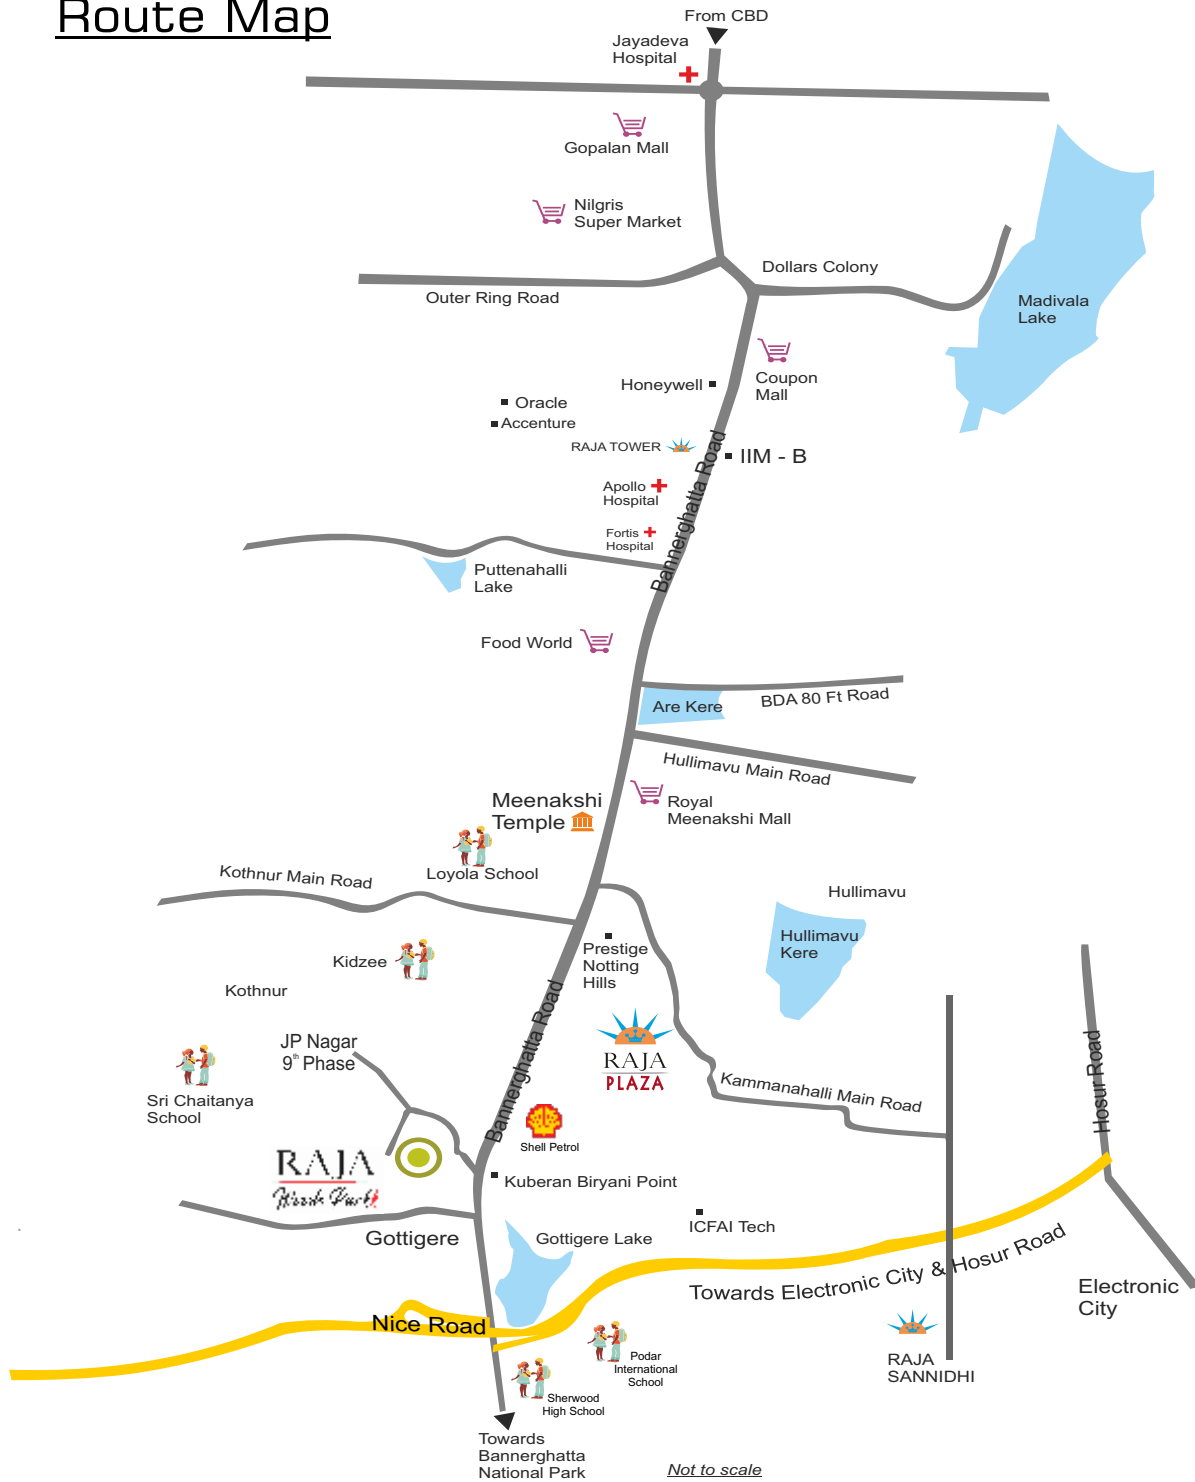 Route Map
From CBD
Jayadeva
Hospital
Gopalan Mall
Nilgris
Super Market
Dollars Colony
Outer Ring Road
Madivala
Lake
Coupon
Mall
Honeywell
Oracle
Accenture
RAJA TOWER
IIM - B
Bannerghatta Road
Apollo
Hospital
Fortis
Hospital
Puttenahalli
Lake
Food World
Are Kere
BDA 80 Ft Road
Hullimavu Main Road
Royal
Meenakshi Mall
Meenakshi
Temple
Loyola School
Kothnur Main Road
Hullimavu
Hullimavu
Kere
Prestige
Notting
Hills
Kidzee
Kothnur
Bannerghatta Road
JP Nagar
9th Phase
RAJA
PLAZA
Hosur Road
Kammanahalli Main Road
Sri Chaitanya
School
Shell Petrol
RAJA
Kuberan Biryani Point
ICFAI Tech
Gottigere
Gottigere Lake
Towards Electronic City & Hosur Road
Electronic
City
Nice Road
RAJA
SANNIDHI
Podar
International
School
Sherwood
High School
Towards
Bannerghatta
National Park
Not to scale